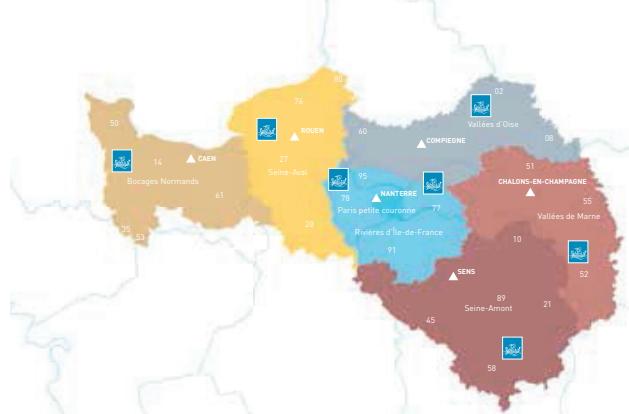 80
02
50
76
60
ROUEN
08
COMPIEGNE
Vallées d'Oise
14
CAEN
27
Seine-Aval
51
95
Bocages Normands
CHALONS-EN-CHAMPAGNE
61
78
NANTERRE
77
55
Paris petite couronne
Vallées de Marne
28
35
53
Rivières d'Île-de-France
10
91
SENS
52
89
21
Seine-Amont
45
58